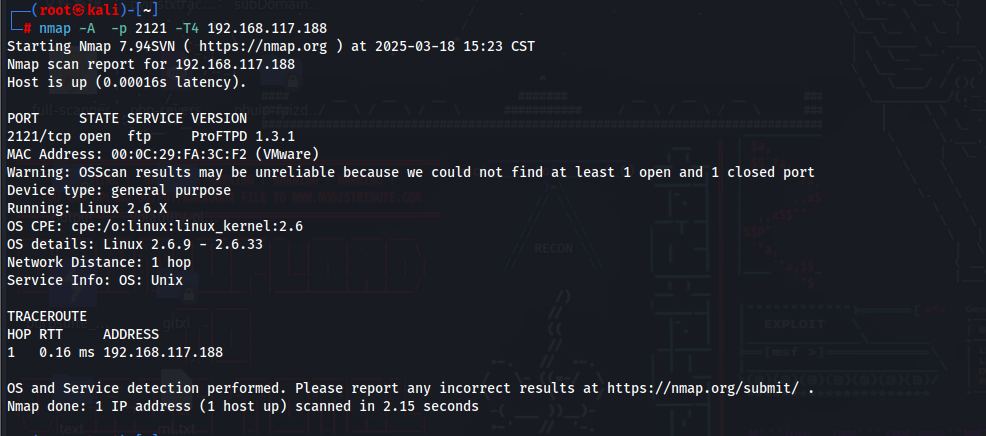 (root㉿kali)-[~]
# nmap -A -p 2121 -T4 192.168.117.188
Starting Nmap 7.94SVN ( https://nmap.org ) at 2025-03-18 15:23 CST
Nmap scan report for 192.168.117.188
Host is up (0.00016s latency).
PORT     STATE SERVICE VERSION
2121/tcp open  ftp     ProFTPD 1.3.1
MAC Address: 00:0C:29:FA:3C:F2 (VMware)
Warning: OSScan results may be unreliable because we could not find at least 1 open and 1 closed port
Device type: general purpose
Running: Linux 2.6.X
OS CPE: cpe:/o:linux:linux_kernel:2.6
OS details: Linux 2.6.9 - 2.6.33
Network Distance: 1 hop
RECON
Service Info: OS: Unix
TRACEROUTE
HOP RTT     ADDRESS
EXPLOIT
1   0.16 ms 192.168.117.188
OS and Service detection performed. Please report any incorrect results at https://nmap.org/submit/ .
Nmap done: 1 IP address (1 host up) scanned in 2.15 seconds